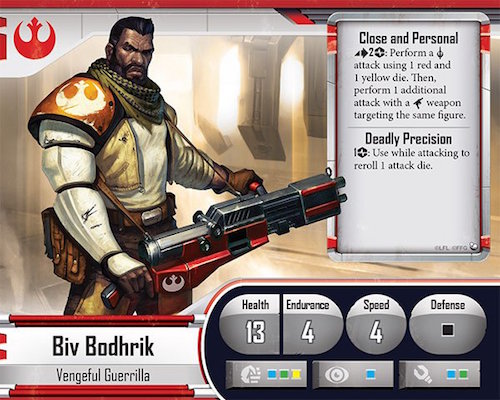 Close and Personal
2: Perform a
attack using 1 red and
1 yellow die. Then,
perform 1 additional
attack with a weapon
targeting the same figure.
Deadly Precision
1: Use while attacking to
reroll 1 attack die.
©LFL ©FFG
Biv Bodhrik
Vengeful Guerrilla
Health
13
Endurance
4
Speed
4
Defense